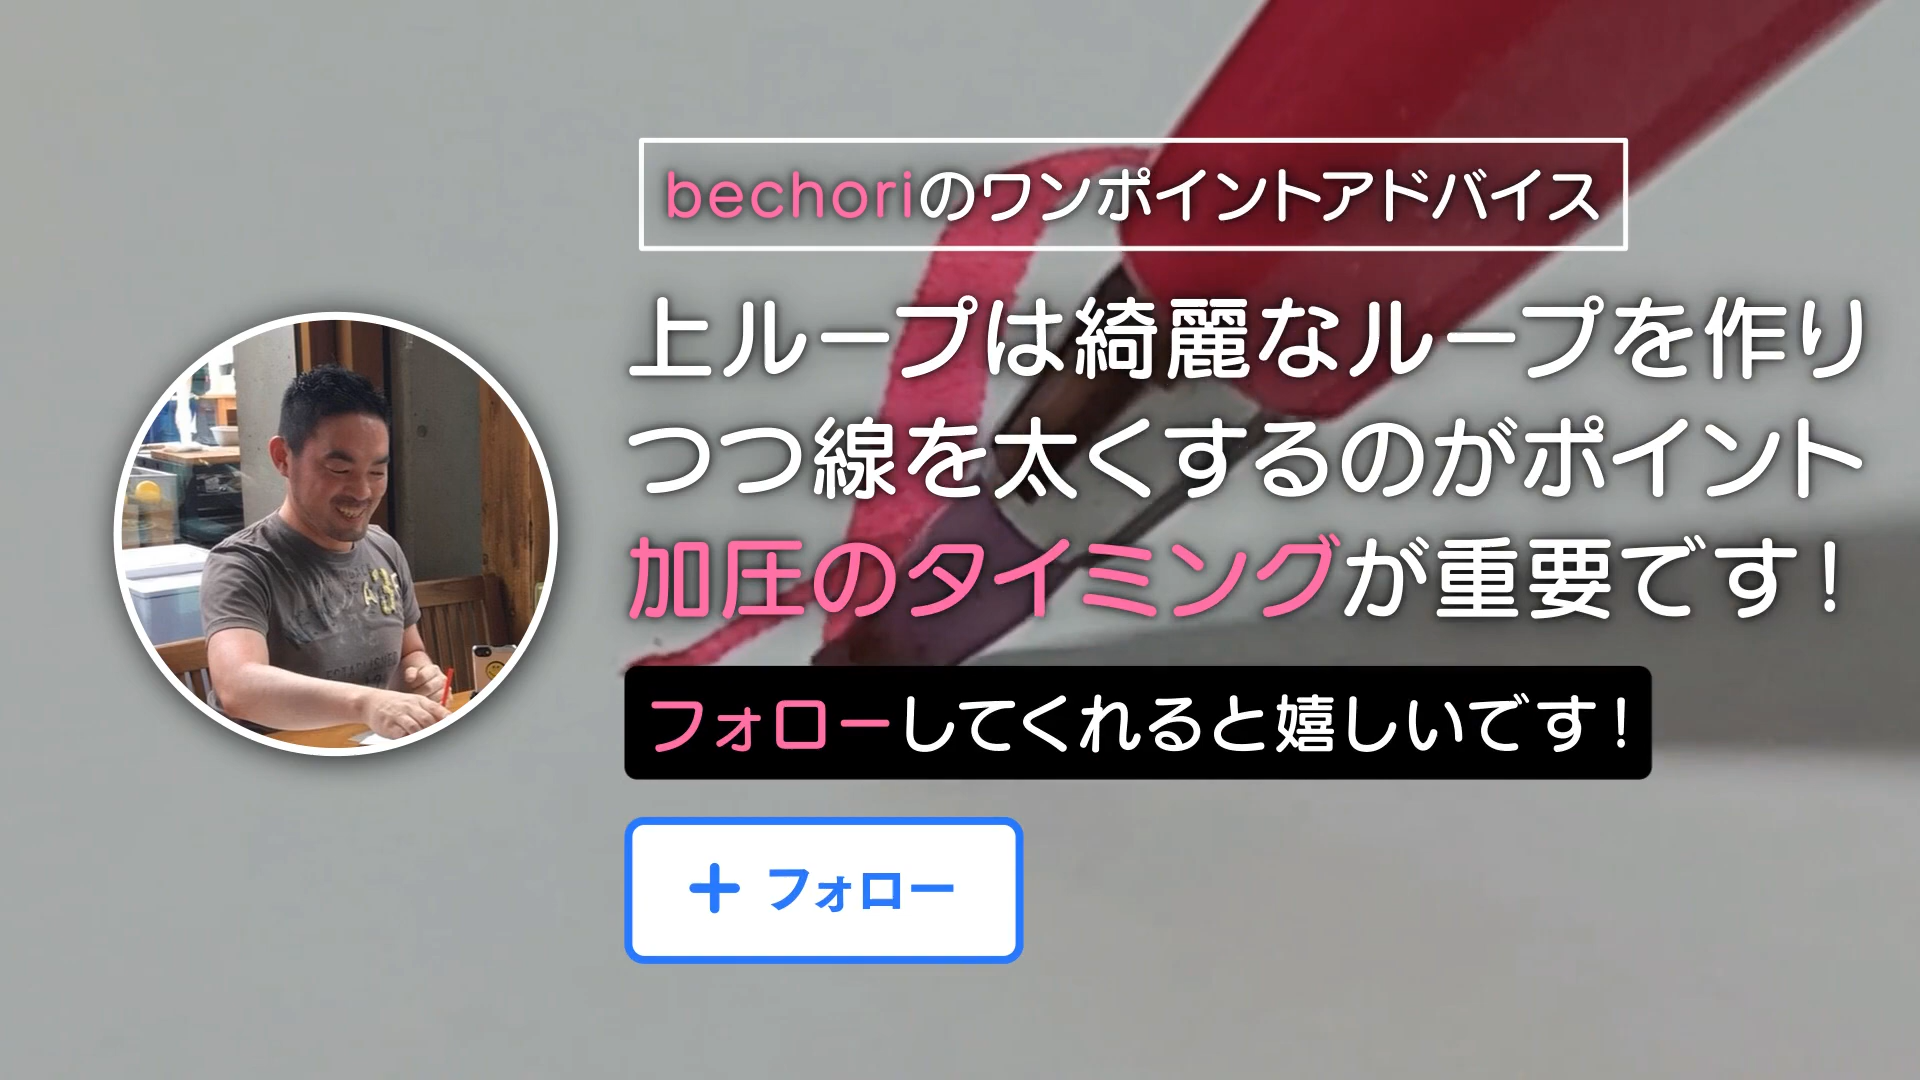 bechoriのワンポイントアドバイス
上ループは綺麗なループを作り
つつ線を太くするのがポイント
加圧のタイミングが重要です！
フォローしてくれると嬉しいです！
＋ フォロー